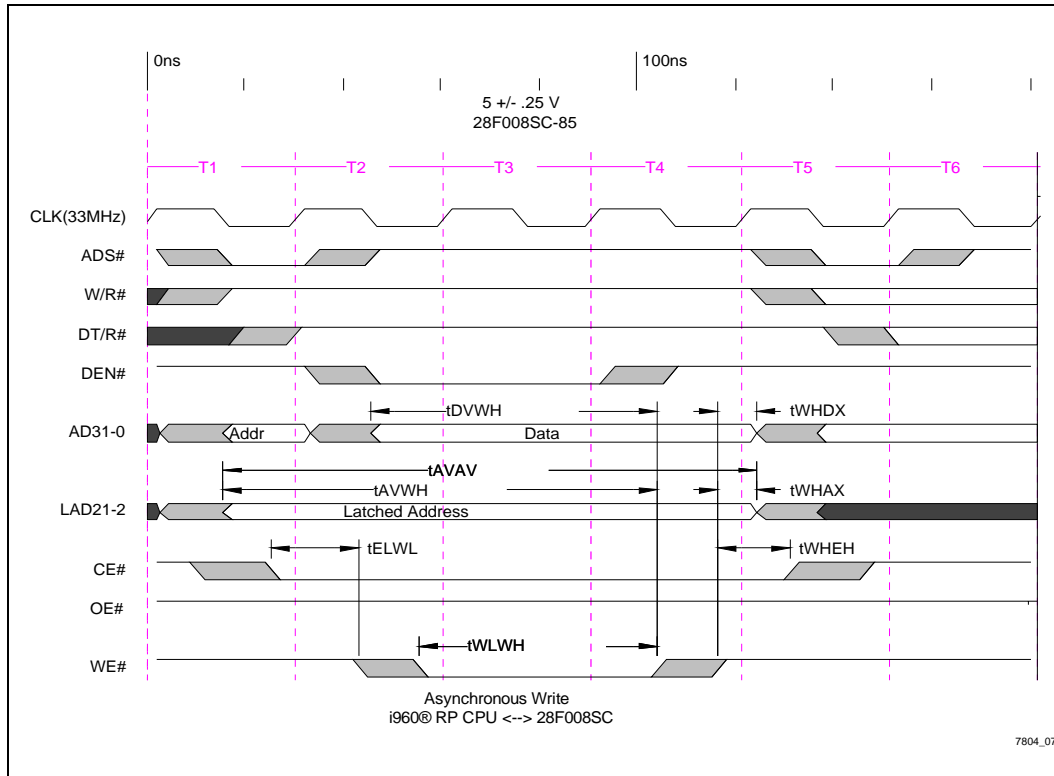 0ns 100ns
5 +/- .25 V
28F008SC-85
T1 T2 T3 T4 T5 T6
CLK(33MHz)
ADS#
W/R#
DT/R#
DEN#
tDVWH tWHDX
AD31-0 Addr Data
tAVAV
tAVWH tWHAX
LAD21-2 Latched Address
tELWL tWHEH
CE#
OE#
tWLWH
WE#
Asynchronous Write
i960® RP CPU <--> 28F008SC
7804_07